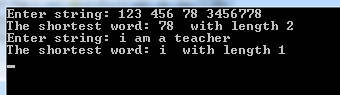 Enter string: 123 456 78 3456778
The shortest word: 78  with length 2
Enter string: i am a teacher
The shortest word: i  with length 1